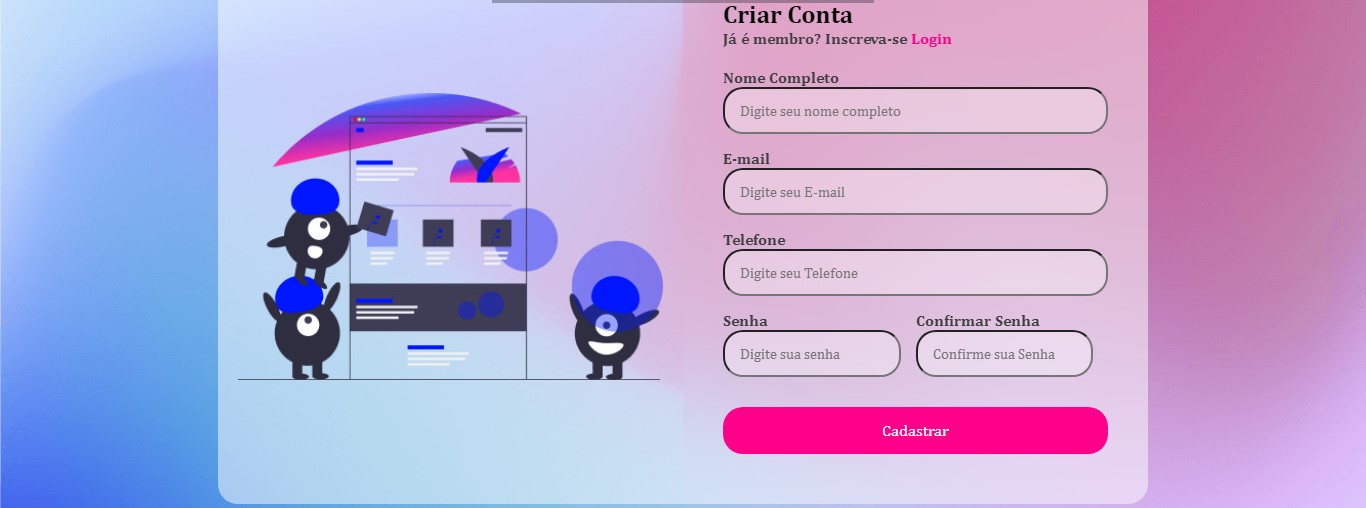 Criar Conta
Já é membro? Inscreva-se Login
Nome Completo
Digite seu nome completo
E-mail
Digite seu E-mail
Telefone
Digite seu Telefone
Senha
Confirmar Senha
Digite sua senha
Confirme sua Senha
Cadastrar